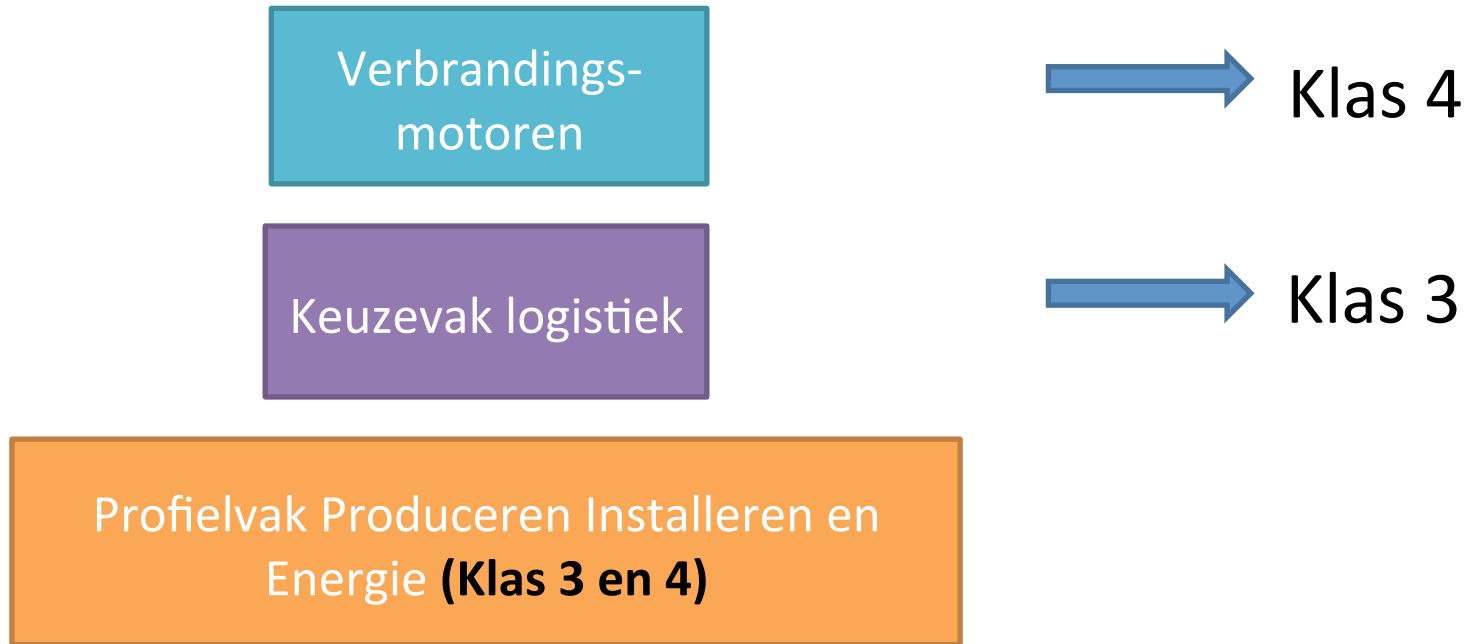 Verbrandings-
motoren
Klas 4
Keuzevak logistiek
Klas 3
Profielvak Produceren Installeren en
Energie (Klas 3 en 4)